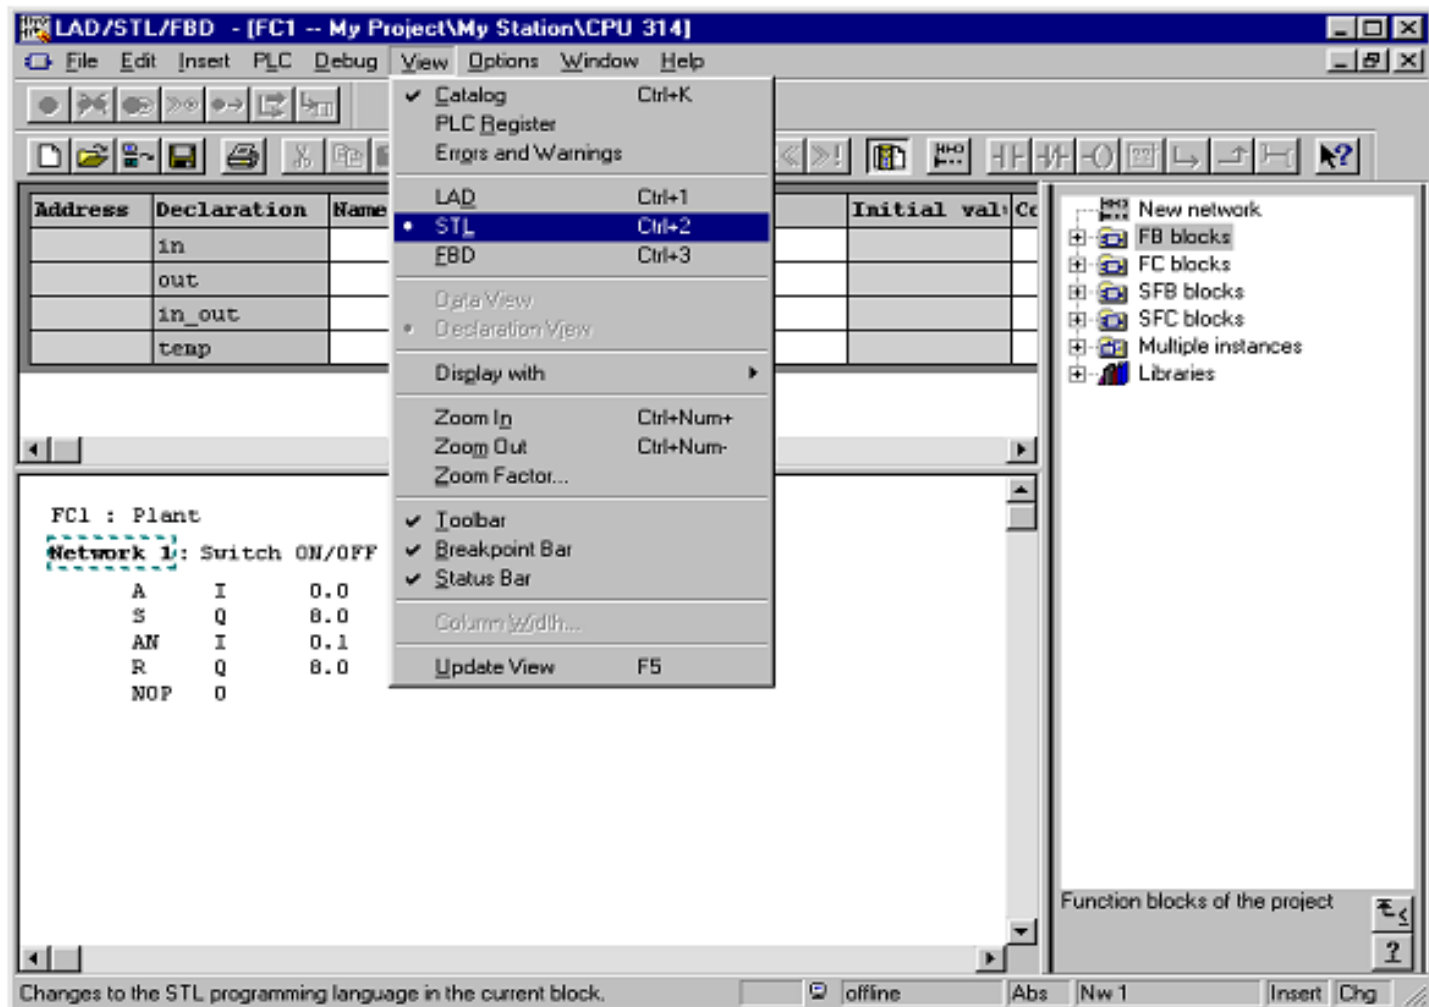 LAD/STL/FBD - [FC1 -- My Project\My Station\CPU 314]
File Edit Insert PLC Debug View Options Window Help
Catalog Ctrl+K
PLC Register
Errors and Warnings
LAD Ctrl+1
STL Ctrl+2
FBD Ctrl+3
Data View
Declaration View
Display with
Zoom In Ctrl+Num+
Zoom Out Ctrl+Num-
Zoom Factor...
Toolbar
Breakpoint Bar
Status Bar
Column Width...
Update View F5
Address Declaration Name Initial val Co
in
out
in_out
temp
New network
FB blocks
FC blocks
SFB blocks
SFC blocks
Multiple instances
Libraries
FC1 : Plant
Network 1: Switch ON/OFF
A I 0.0
S Q 8.0
AN I 0.1
R Q 8.0
NOP 0
Function blocks of the project
Changes to the STL programming language in the current block. offline Abs Nw 1 Insert Chg